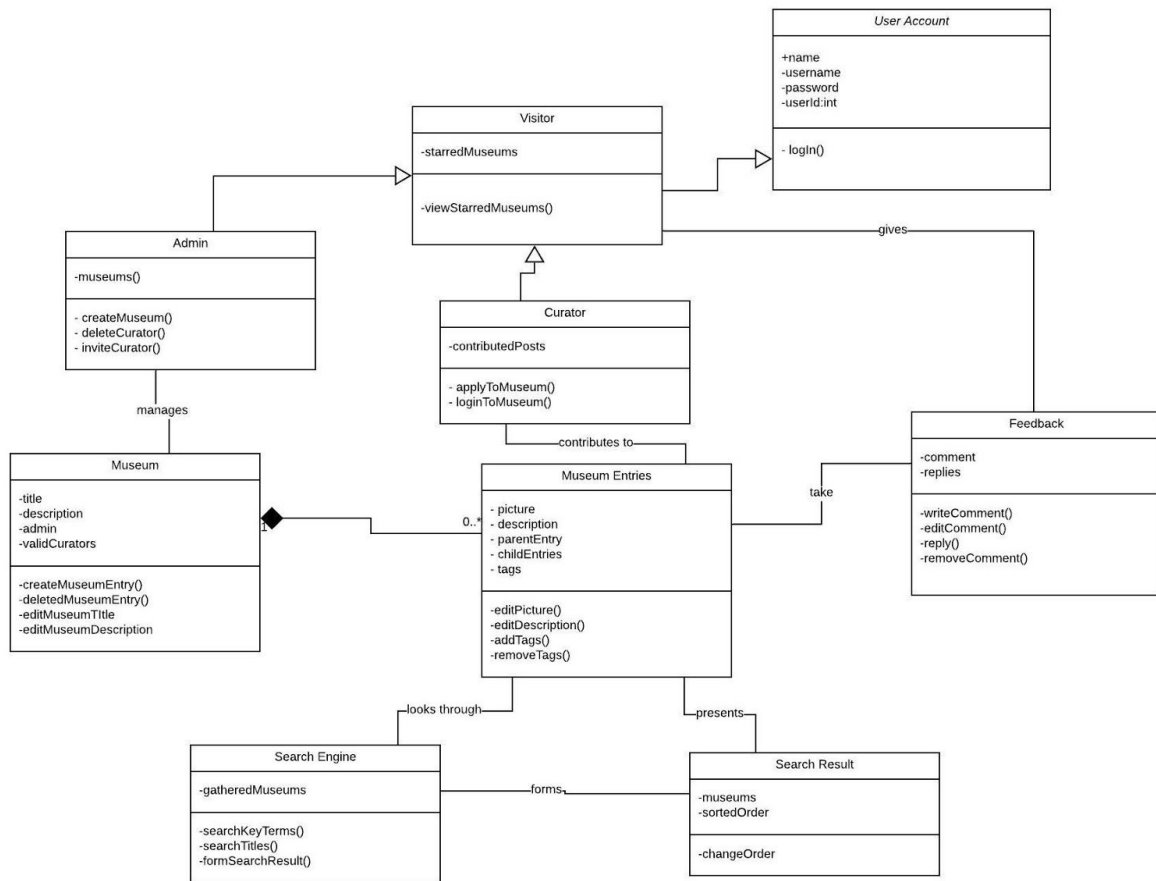 User Account
+name
-username
-password
-userId:int
- logIn()
Visitor
-starredMuseums
-viewStarredMuseums()
gives
Admin
-museums()
- createMuseum()
- deleteCurator()
- inviteCurator()
Curator
-contributedPosts
- applyToMuseum()
- loginToMuseum()
manages
contributes to
Feedback
-comment
-replies
-writeComment()
-editComment()
-reply()
-removeComment()
Museum
-title
-description
-admin
-validCurators
-createMuseumEntry()
-deletedMuseumEntry()
-editMuseumTItle
-editMuseumDescription
1
0..*
Museum Entries
- picture
- description
- parentEntry
- childEntries
- tags
-editPicture()
-editDescription()
-addTags()
-removeTags()
take
looks through
presents
Search Engine
-gatheredMuseums
-searchKeyTerms()
-searchTitles()
-formSearchResult()
forms
Search Result
-museums
-sortedOrder
-changeOrder